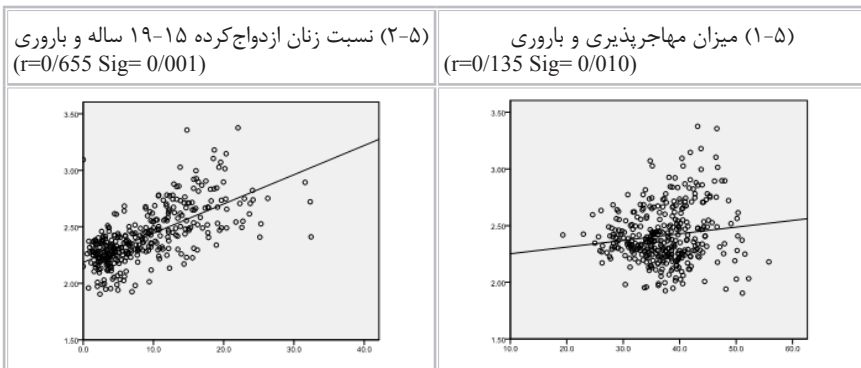 (۵-۱) میزان مهاجرپذیری و باروری
(r=0/135 Sig= 0/010)
(۵-۲) نسبت زنان ازدواج‌کرده ۱۵-۱۹ ساله و باروری
(r=0/655 Sig= 0/001)
3.50
3.00
2.50
2.00
1.50
10.0 20.0 30.0 40.0 50.0 60.0
3.50
3.00
2.50
2.00
1.50
0.0 10.0 20.0 30.0 40.0